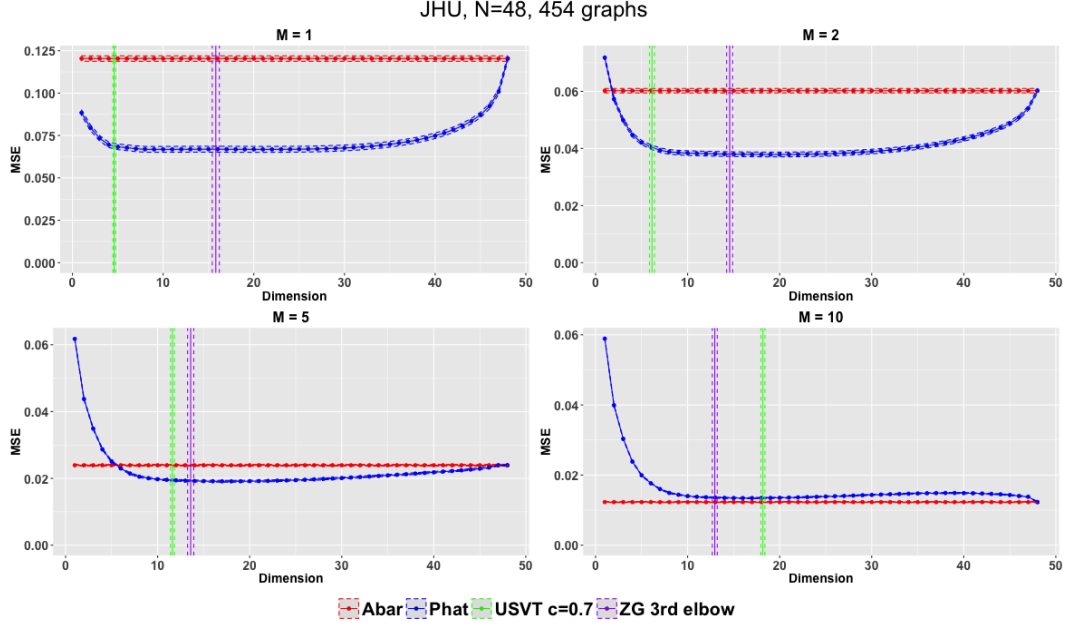 JHU, N=48, 454 graphs
M = 1
MSE
0.125
0.100
0.075
0.050
0.025
0.000
0 10 20 30 40 50
Dimension
M = 2
MSE
0.06
0.04
0.02
0.00
0 10 20 30 40 50
Dimension
M = 5
MSE
0.06
0.04
0.02
0.00
0 10 20 30 40 50
Dimension
M = 10
MSE
0.06
0.04
0.02
0.00
0 10 20 30 40 50
Dimension
Abar Phat USVT c=0.7 ZG 3rd elbow